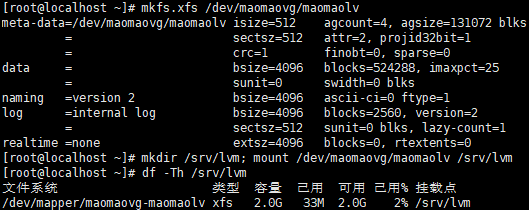 [root@localhost ~]# mkfs.xfs /dev/maomaovg/maomaolv
meta-data=/dev/maomaovg/maomaolv isize=512    agcount=4, agsize=131072 blks
         =                       sectsz=512   attr=2, projid32bit=1
         =                       crc=1        finobt=0, sparse=0
data     =                       bsize=4096   blocks=524288, imaxpct=25
         =                       sunit=0      swidth=0 blks
naming   =version 2              bsize=4096   ascii-ci=0 ftype=1
log      =internal log           bsize=4096   blocks=2560, version=2
         =                       sectsz=512   sunit=0 blks, lazy-count=1
realtime =none                   extsz=4096   blocks=0, rtextents=0
[root@localhost ~]# mkdir /srv/lvm; mount /dev/maomaovg/maomaolv /srv/lvm
[root@localhost ~]# df -Th /srv/lvm
文件系统                      类型  容量  已用  可用 已用% 挂载点
/dev/mapper/maomaovg-maomaolv xfs   2.0G   33M  2.0G    2% /srv/lvm